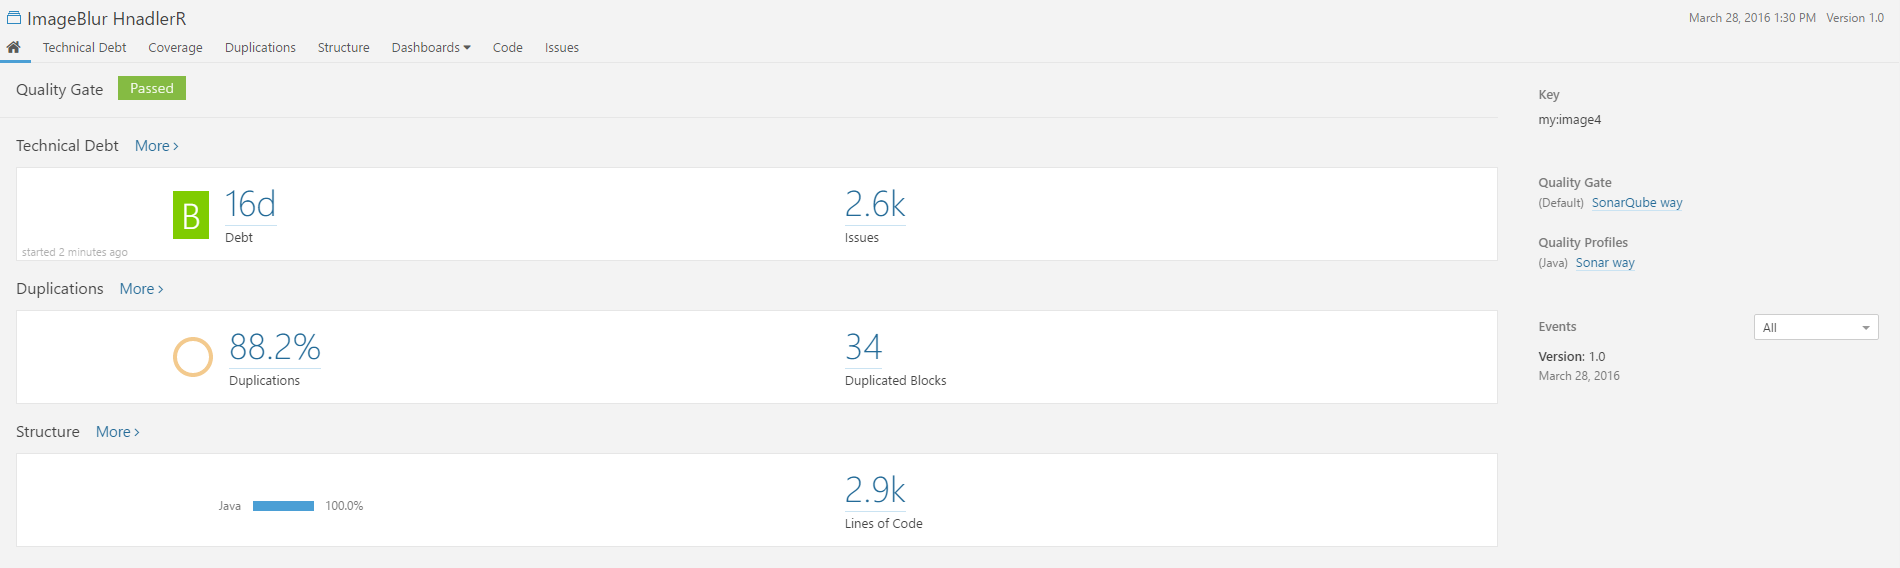 ImageBlur HnadlerR
March 28, 2016 1:30 PM Version 1.0
Technical Debt Coverage Duplications Structure Dashboards Code Issues
Quality Gate Passed
Technical Debt More
B 16d
Debt
2.6k
Issues
started 2 minutes ago
Duplications More
88.2%
Duplications
34
Duplicated Blocks
Structure More
Java 100.0%
2.9k
Lines of Code
Key
my:image4
Quality Gate
(Default) SonarQube way
Quality Profiles
(Java) Sonar way
Events All
Version: 1.0
March 28, 2016